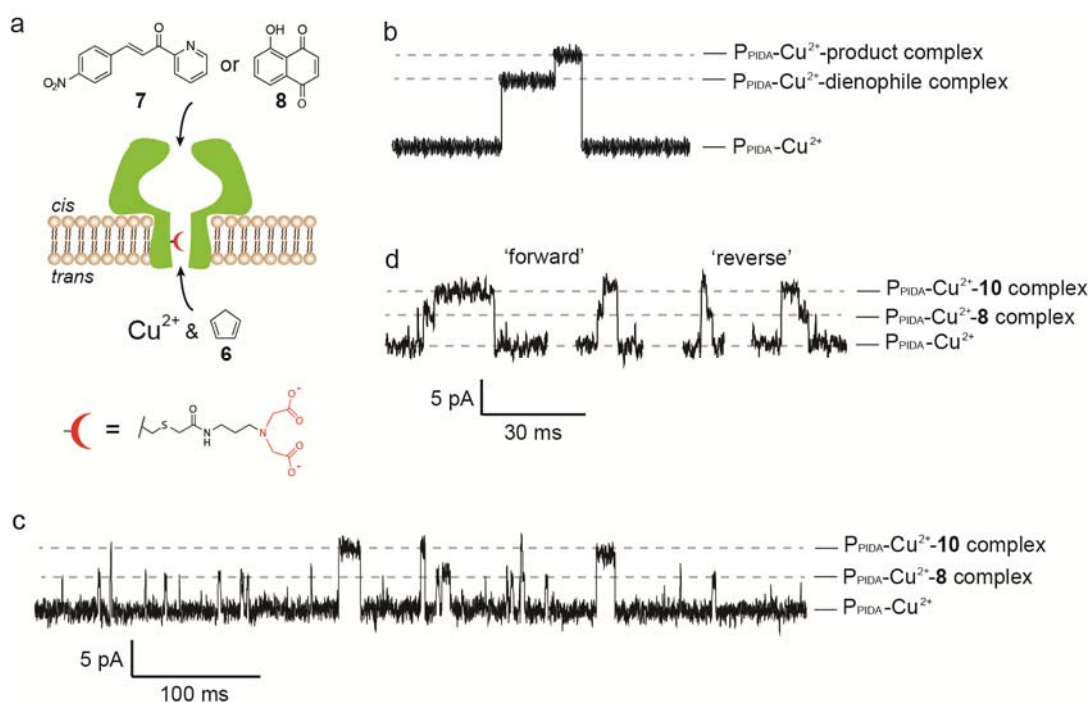 a
O
N
O₂N
7
or
OH
O
O
8
cis
trans
Cu²⁺ &
6
=
S
O
N
H
N
O⁻
O
O
O⁻
b
PPIDA-Cu²⁺-product complex
PPIDA-Cu²⁺-dienophile complex
PPIDA-Cu²⁺
d
'forward'
'reverse'
PPIDA-Cu²⁺-10 complex
PPIDA-Cu²⁺-8 complex
PPIDA-Cu²⁺
5 pA
30 ms
c
PPIDA-Cu²⁺-10 complex
PPIDA-Cu²⁺-8 complex
PPIDA-Cu²⁺
5 pA
100 ms